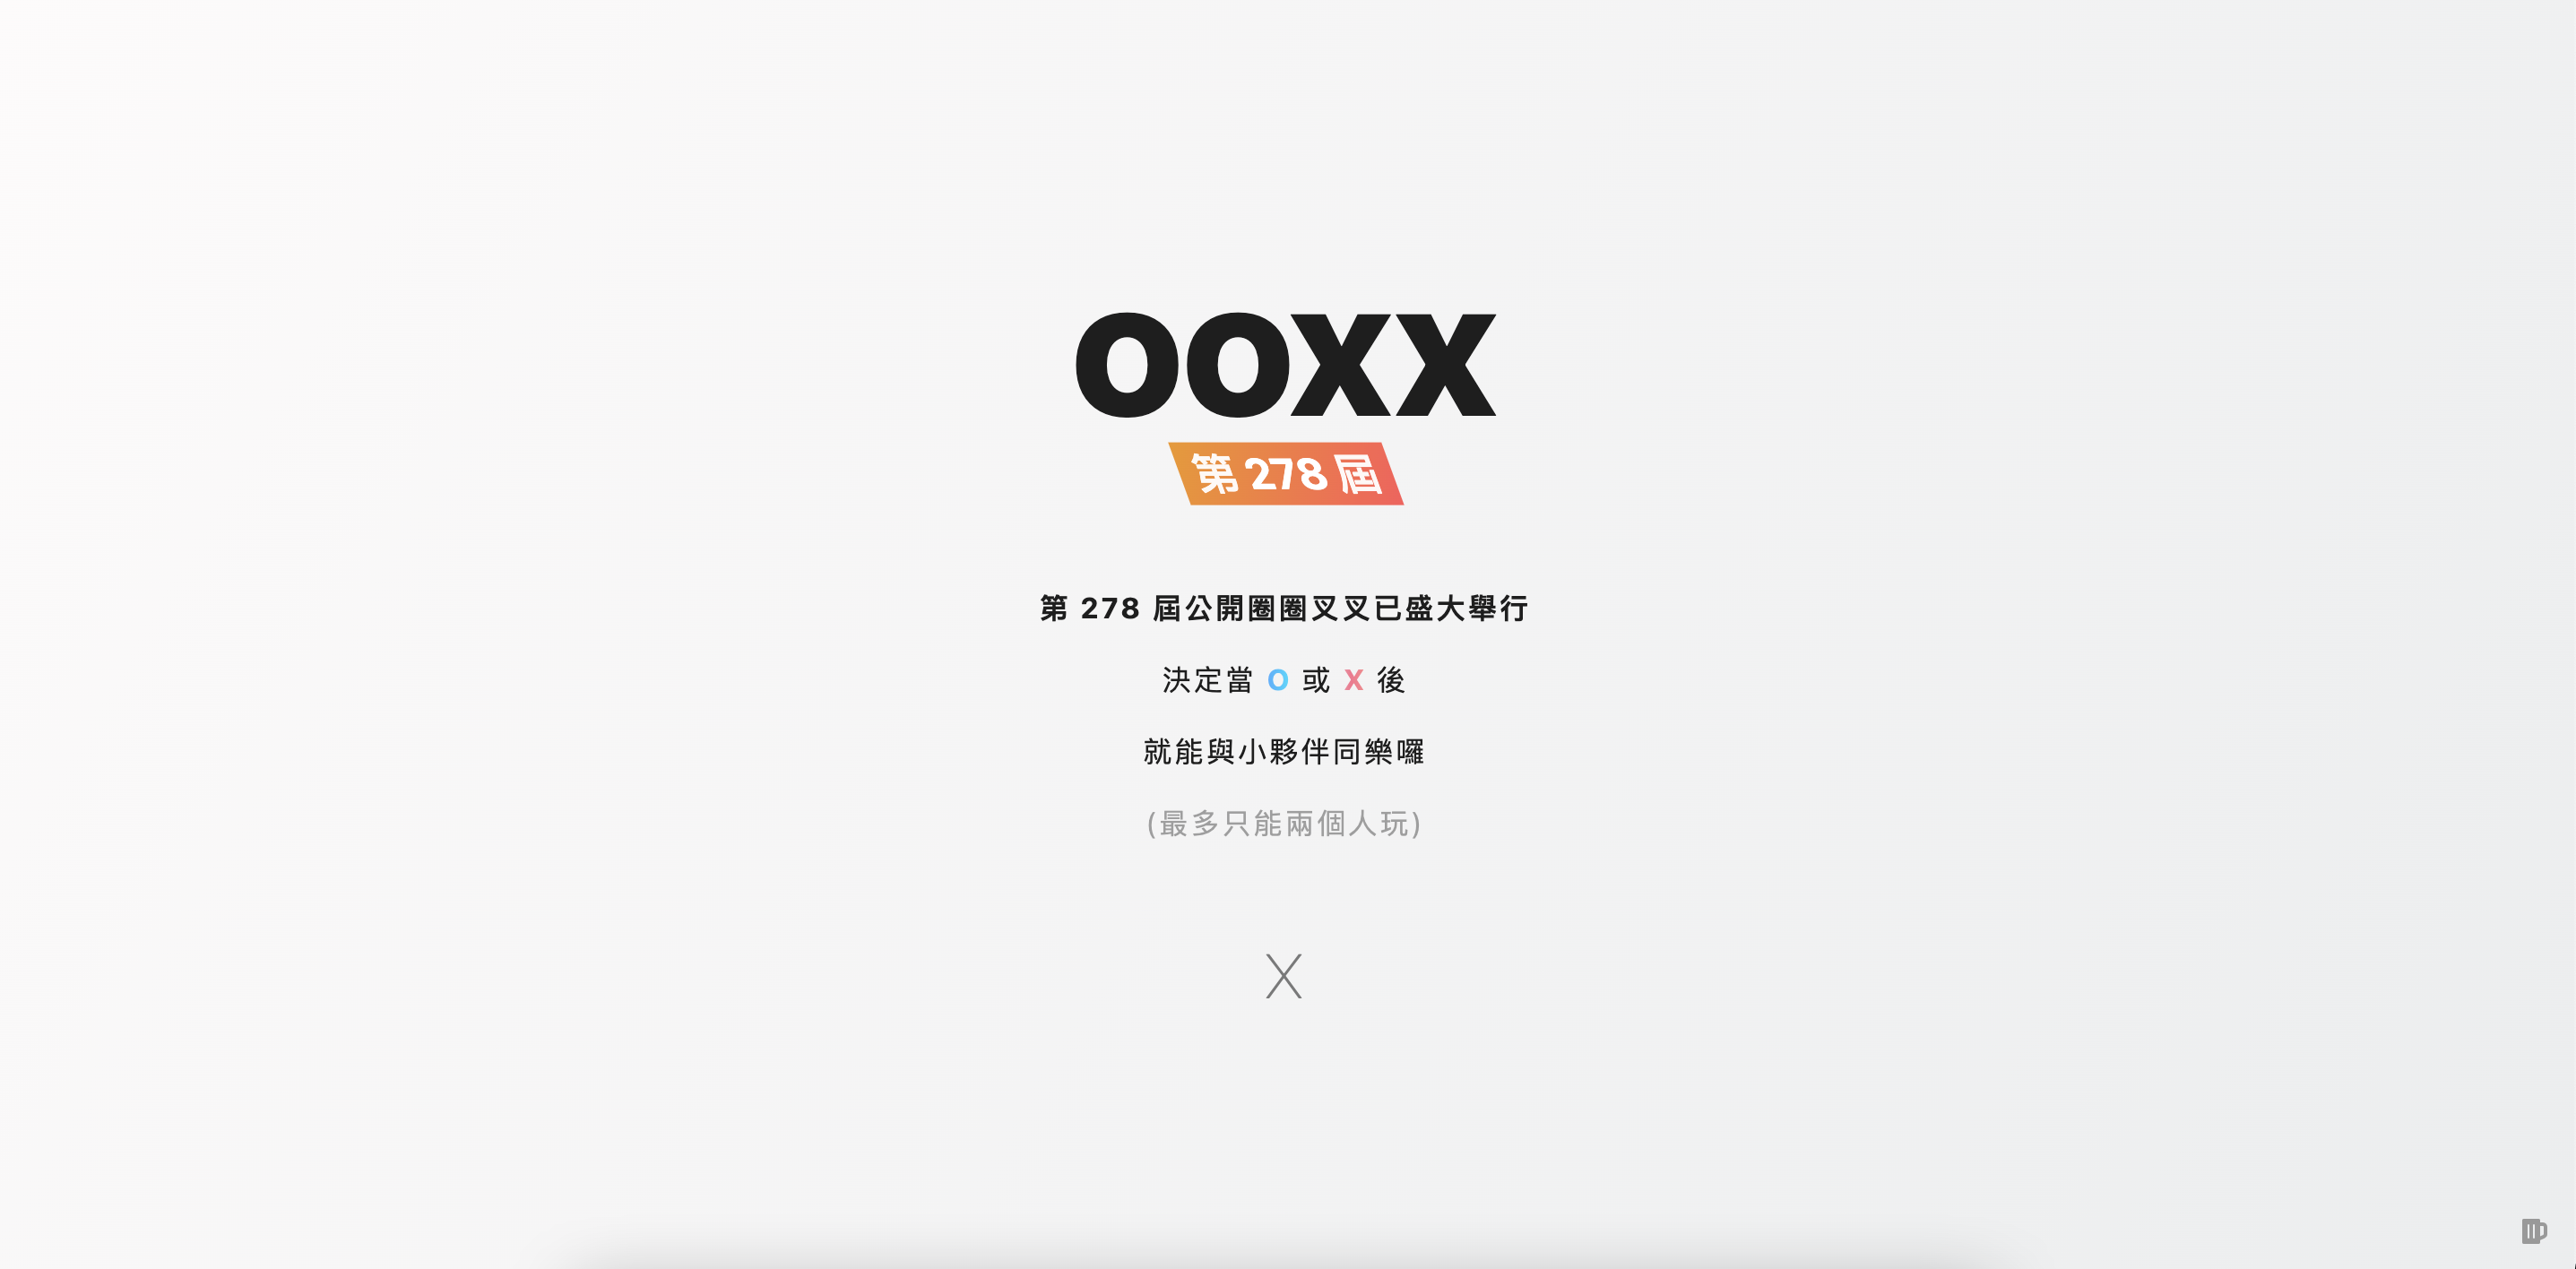 OOXX
第 278 屆
第 278 屆公開圈圈叉叉已盛大舉行
決定當 O 或 X 後
就能與小夥伴同樂囉
(最多只能兩個人玩)
X